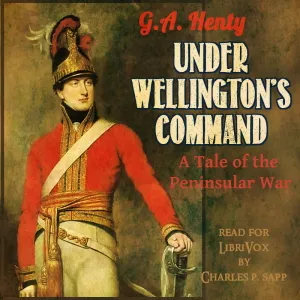 G.A. Henty
UNDER
WELLINGTON'S
COMMAND
A Tale of the
Peninsular War
READ FOR
LIBRIVOX
BY
CHARLES P. SAPP